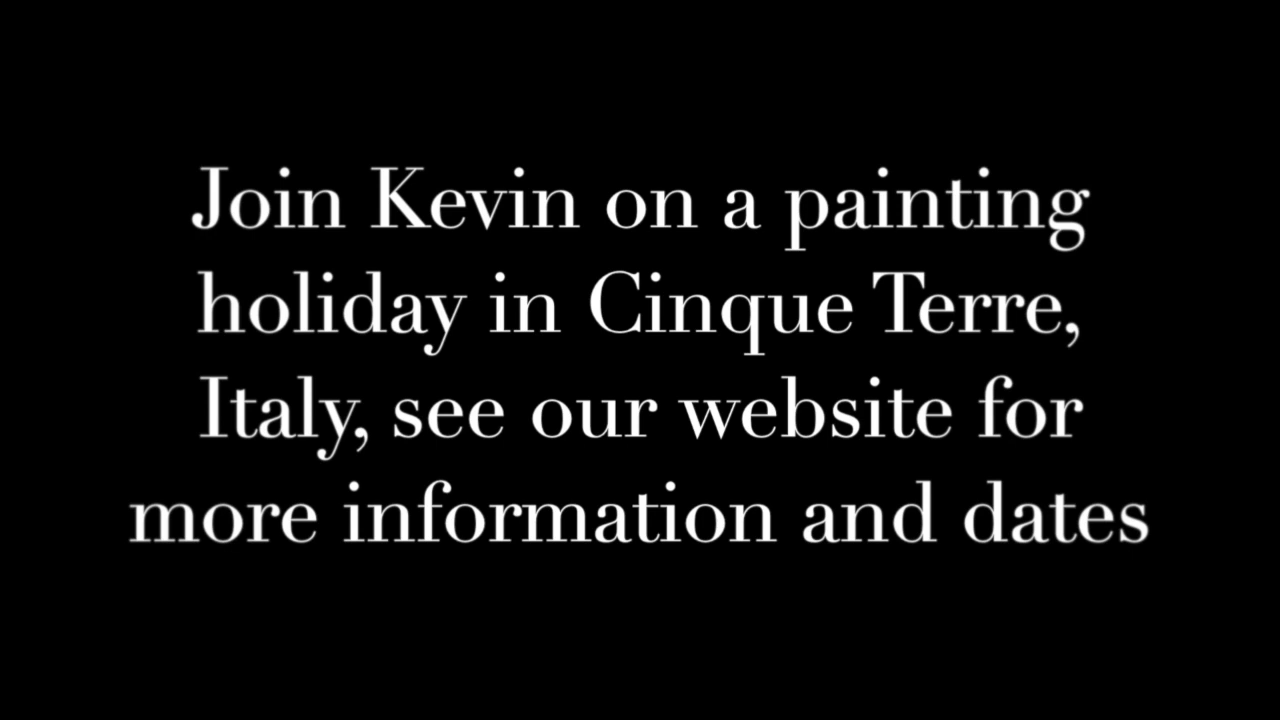 Join Kevin on a painting
holiday in Cinque Terre,
Italy, see our website for
more information and dates